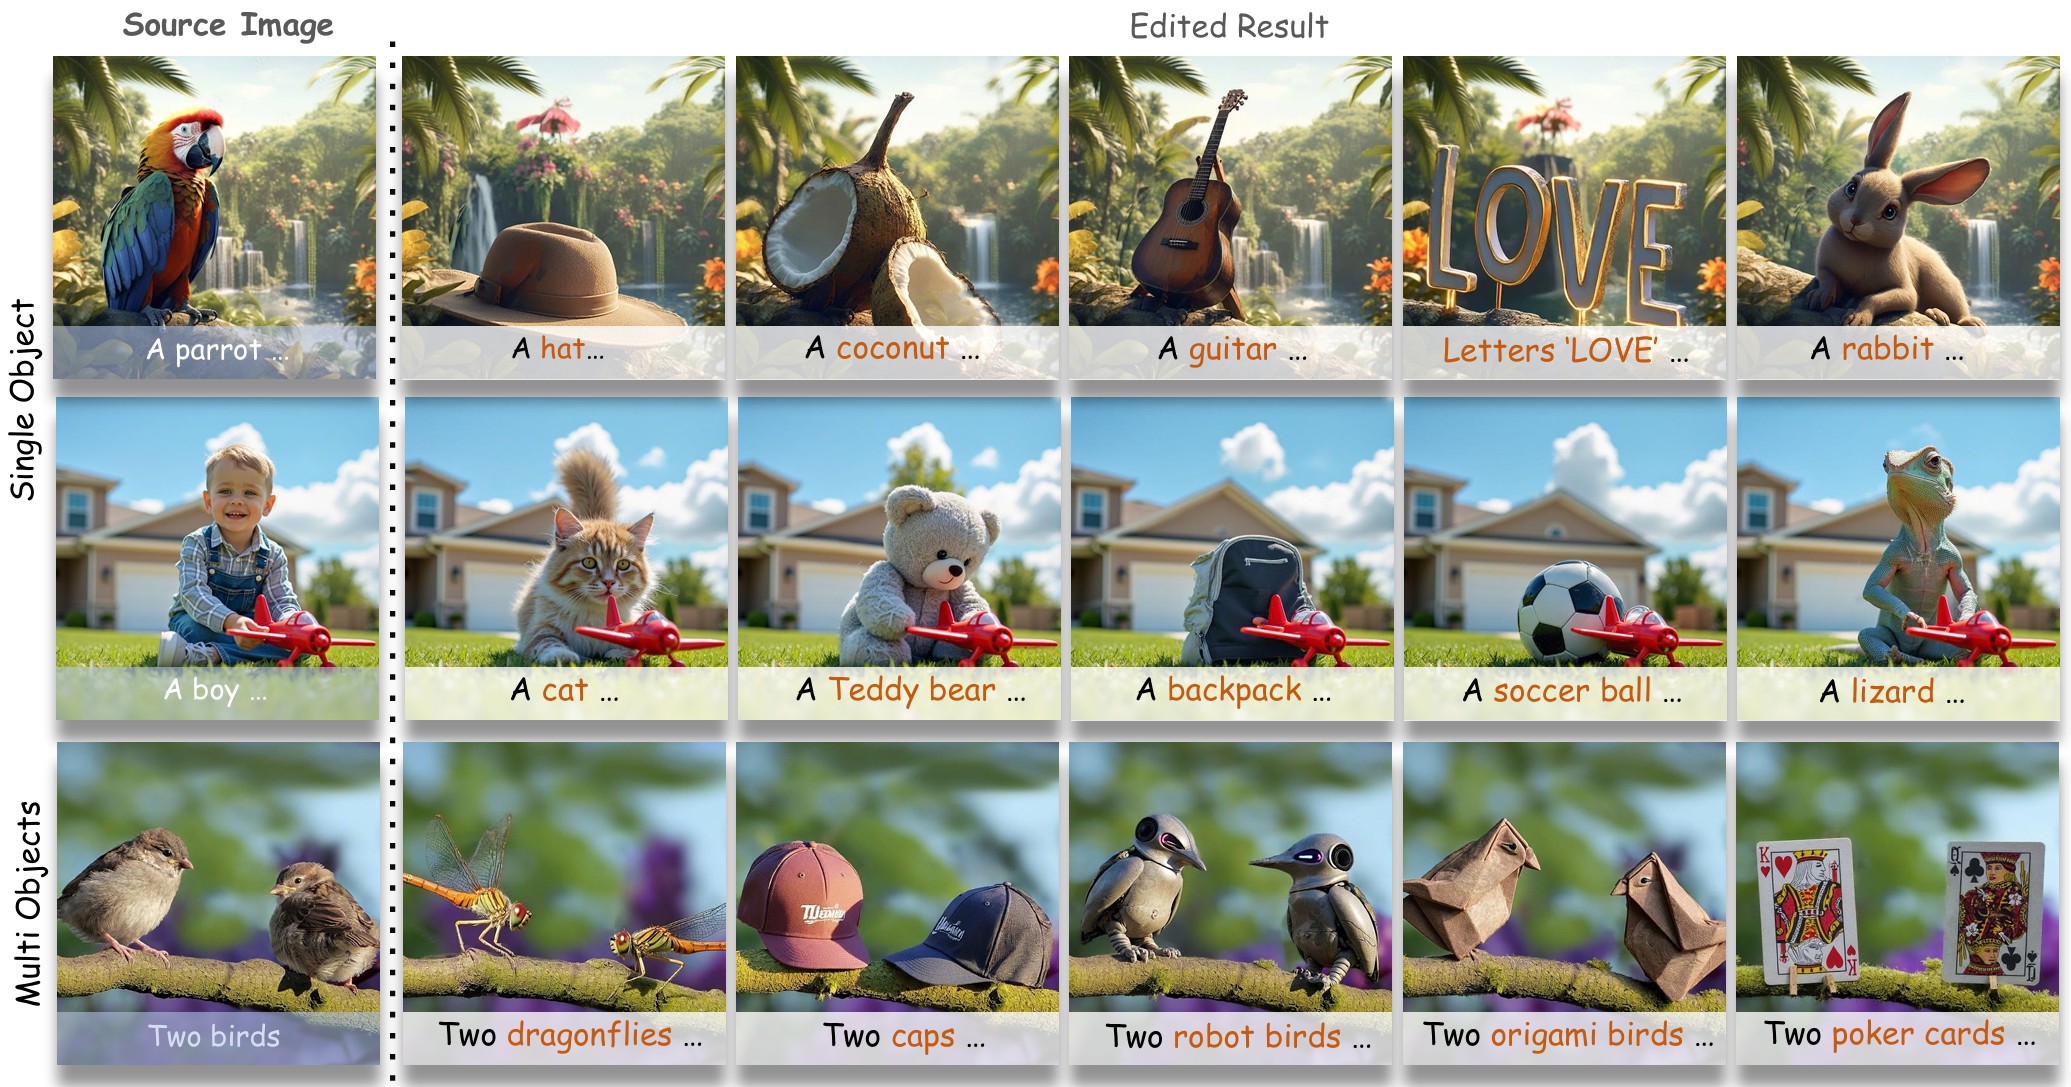 Source Image
Edited Result
Single Object
A parrot ...
A hat...
A coconut ...
A guitar ...
LOVE
Letters ‘LOVE’ ...
A rabbit ...
A boy ...
A cat ...
A Teddy bear ...
A backpack ...
A soccer ball ...
A lizard ...
Multi Objects
K
K
Q
Q
Two birds
Two dragonflies ...
Two caps ...
Two robot birds ...
Two origami birds ...
Two poker cards ...